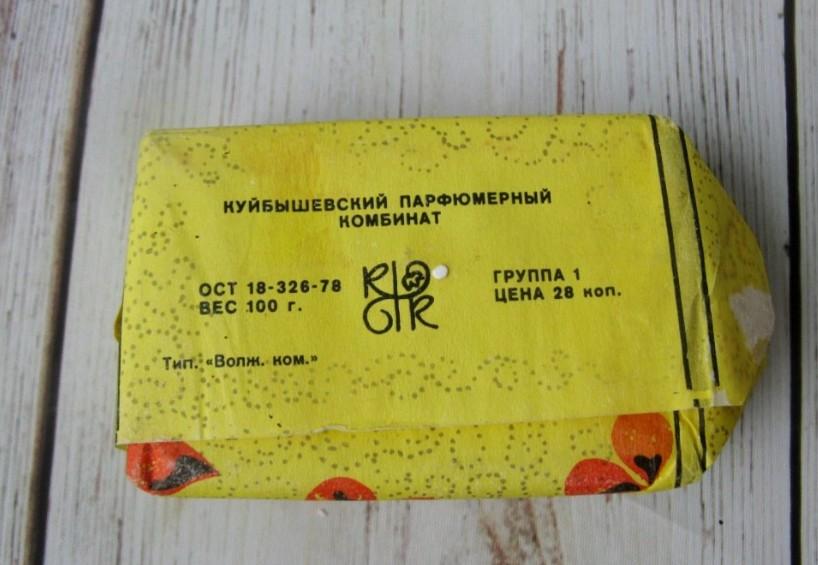 КУЙБЫШЕВСКИЙ ПАРФЮМЕРНЫЙ
КОМБИНАТ
ОСТ 18-326-78
ВЕС 100 г.
ГРУППА 1
ЦЕНА 28 коп.
Тип. «Волж. ком.»